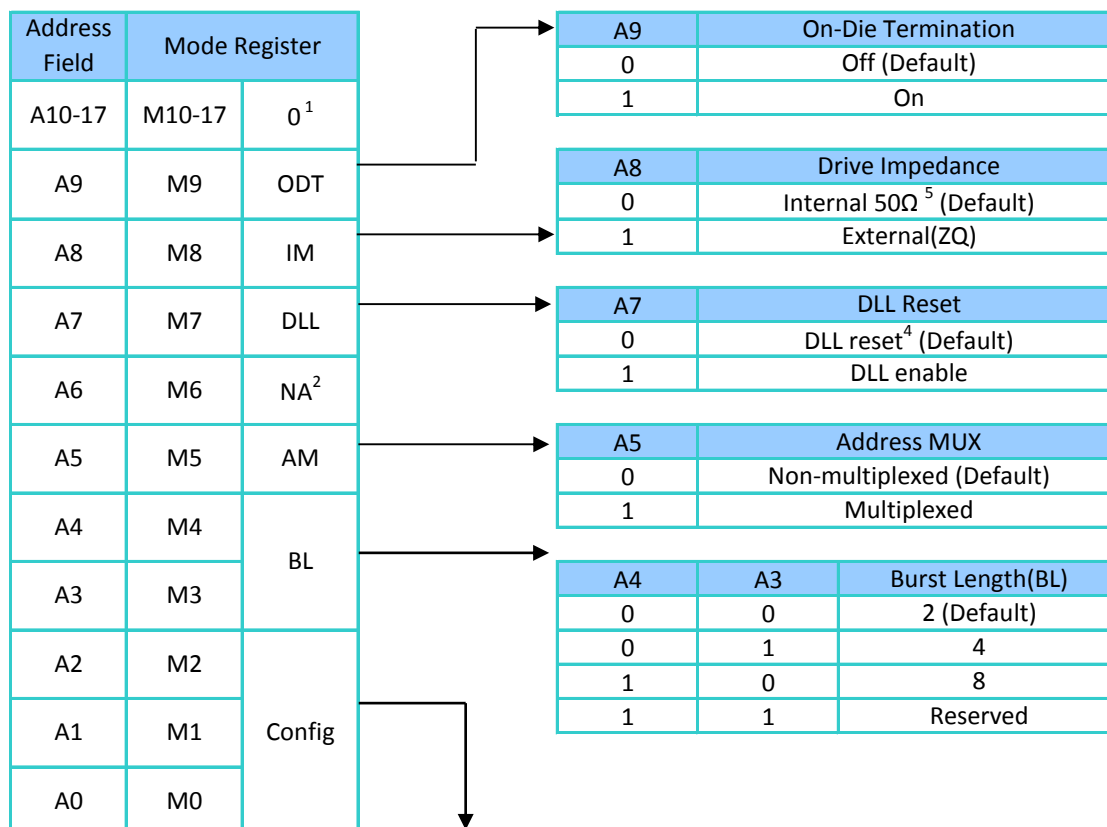 Address Field Mode Register
A10-17 M10-17 0 1
A9 M9 ODT
A8 M8 IM
A7 M7 DLL
A6 M6 NA2
A5 M5 AM
A4 M4 BL
A3 M3
A2 M2 Config
A1 M1
A0 M0
A9 On-Die Termination
0 Off (Default)
1 On
A8 Drive Impedance
0 Internal 50Ω 5 (Default)
1 External(ZQ)
A7 DLL Reset
0 DLL reset4 (Default)
1 DLL enable
A5 Address MUX
0 Non-multiplexed (Default)
1 Multiplexed
A4 A3 Burst Length(BL)
0 0 2 (Default)
0 1 4
1 0 8
1 1 Reserved